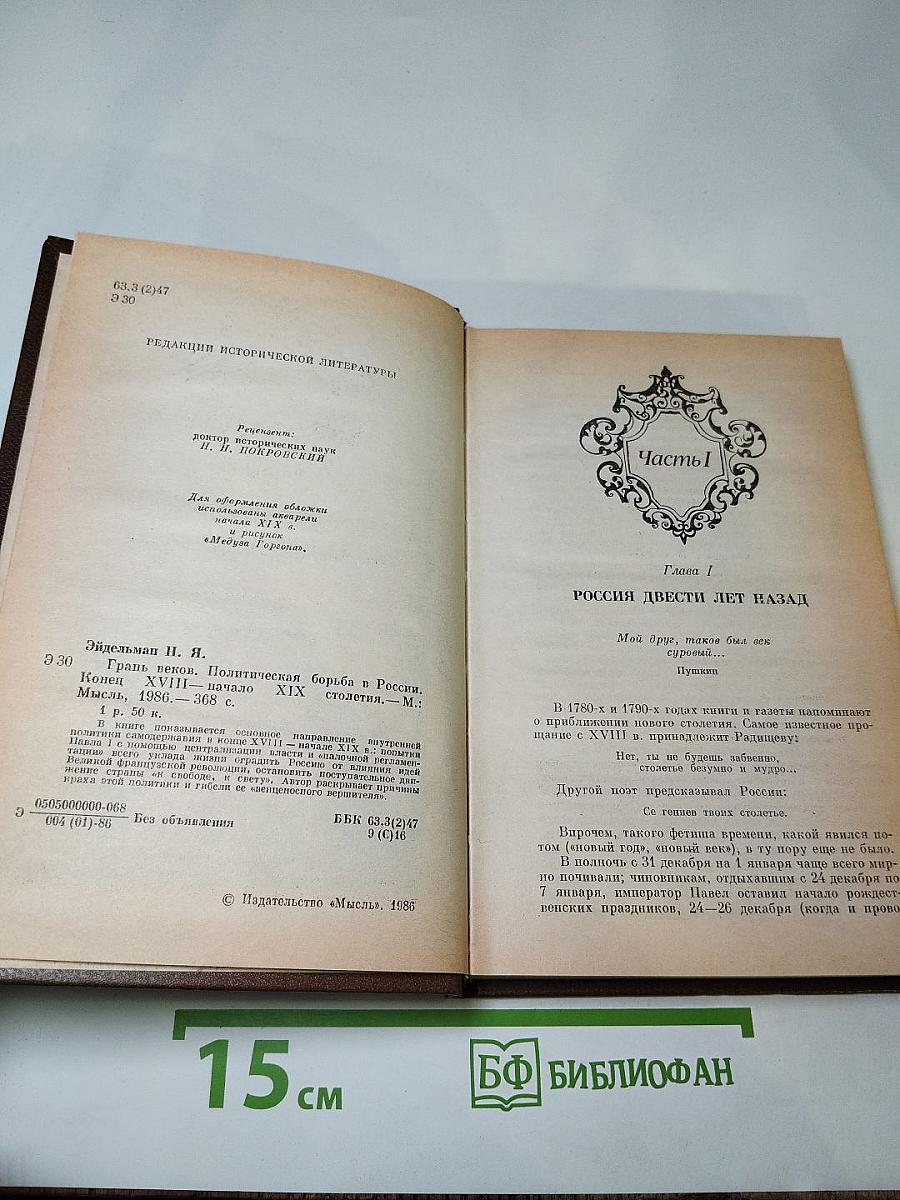 63.3(2)47
Э 30
РЕДАКЦИИ ИСТОРИЧЕСКОЙ ЛИТЕРАТУРЫ
Рецензент:
доктор исторических наук
Н. Н. ПОКРОВСКИЙ
Для оформления обложки
использованы акварели
начала XIX в.
и рисунок
«Медуза Горгона».
Эйдельман Н. Я.
Э 30
Грань веков. Политическая борьба в России.
Конец XVIII — начало XIX столетия. — М.:
Мысль, 1986. — 368 с.
1 р. 50 к.
В книге показывается основное направление внутренней
политики самодержавия в конце XVIII — начале XIX в.: попытки
Павла I с помощью централизации власти и «палочной регламен-
тации» всего уклада жизни оградить Россию от влияния идей
Великой французской революции, остановить поступательное дви-
жение страны «к свободе, к свету». Автор раскрывает причины
краха этой политики и гибели се «венценосного вершителя».
Э 0505000000-068
004 (01)-86
Без объявления
ББК 63.3(2)47
9 (С)16
© Издательство «Мысль». 1986
Часть I
Глава I
РОССИЯ ДВЕСТИ ЛЕТ НАЗАД
Мой друг, таков был век
суровый...
Пушкин
В 1780-х и 1790-х годах книги и газеты напоминают
о приближении нового столетия. Самое известное про-
щание с XVIII в. принадлежит Радищеву:
Нет, ты не будешь забвенно,
столетье безумно и мудро...
Другой поэт предсказывал России:
Се гениев твоих столетье.
Впрочем, такого фетиша времени, какой явился по-
том («новый год», «новый век»), в ту пору еще не было.
В полночь с 31 декабря на 1 января чаще всего мир-
но почивали; чиновникам, отдыхавшим с 24 декабря по
7 января, император Павел оставил начало рождест-
венских праздников, 24—26 декабря (когда и прово
15 см
БФ БИБЛИОФАН